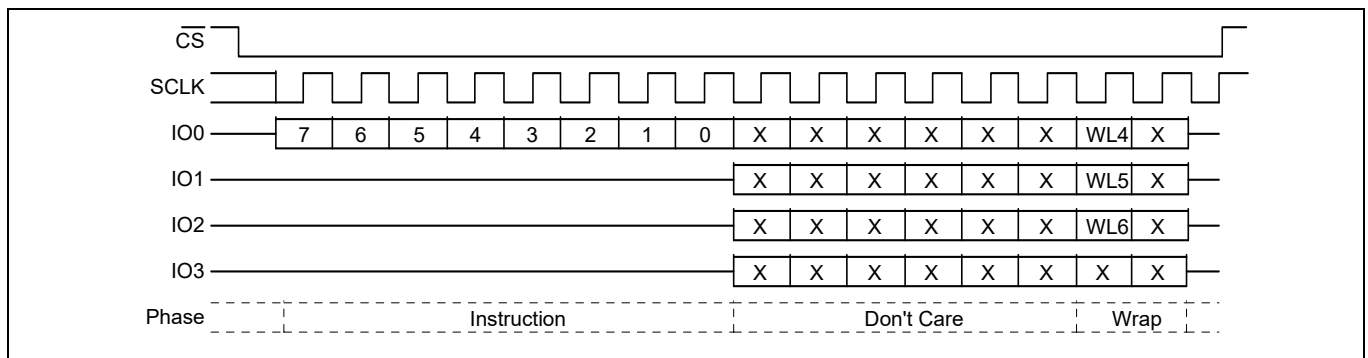 CS
SCLK
IO0 7 6 5 4 3 2 1 0 X X X X X X WL4 X
IO1 X X X X X X WL5 X
IO2 X X X X X X WL6 X
IO3 X X X X X X X X
Phase Instruction Don't Care Wrap